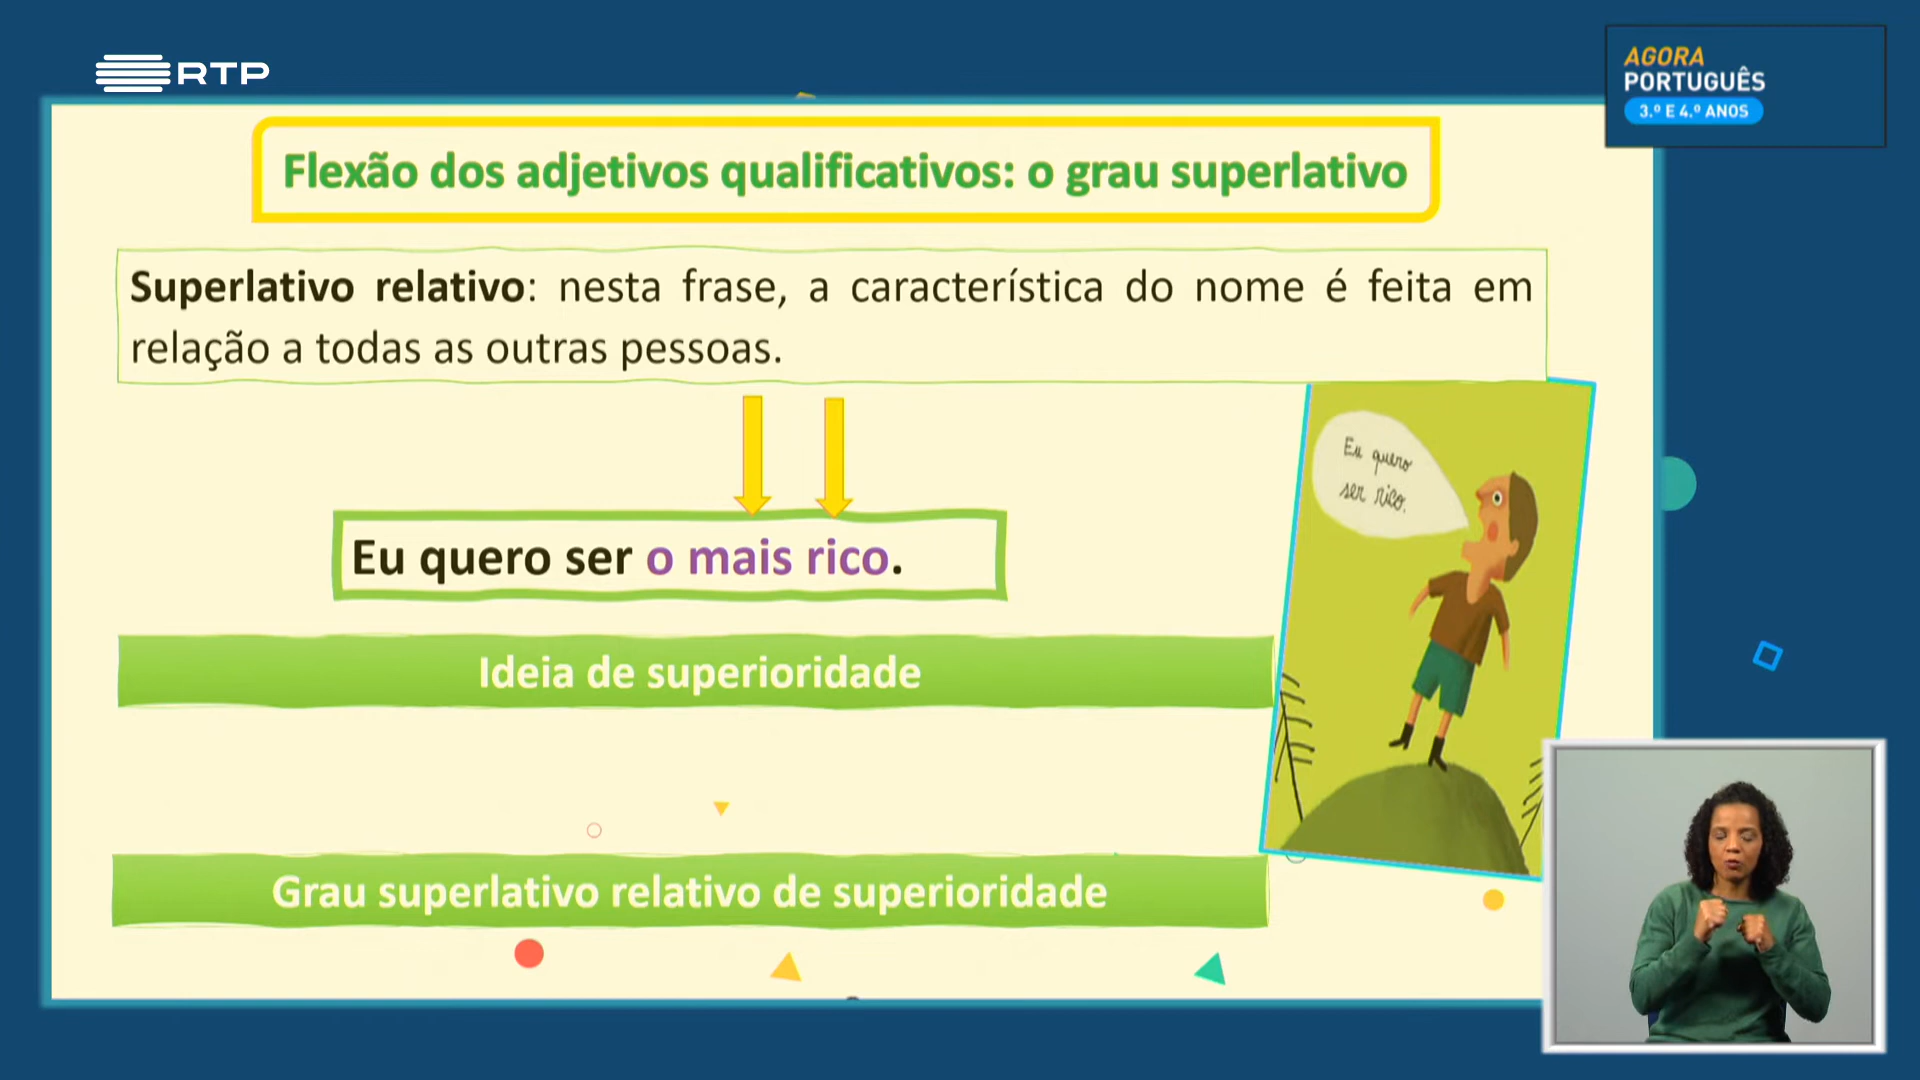 RTP
AGORA
PORTUGUÊS
3.º E 4.º ANOS
Flexão dos adjetivos qualificativos: o grau superlativo
Superlativo relativo: nesta frase, a característica do nome é feita em
relação a todas as outras pessoas.
Eu quero
ser rico.
Eu quero ser o mais rico.
Ideia de superioridade
Grau superlativo relativo de superioridade